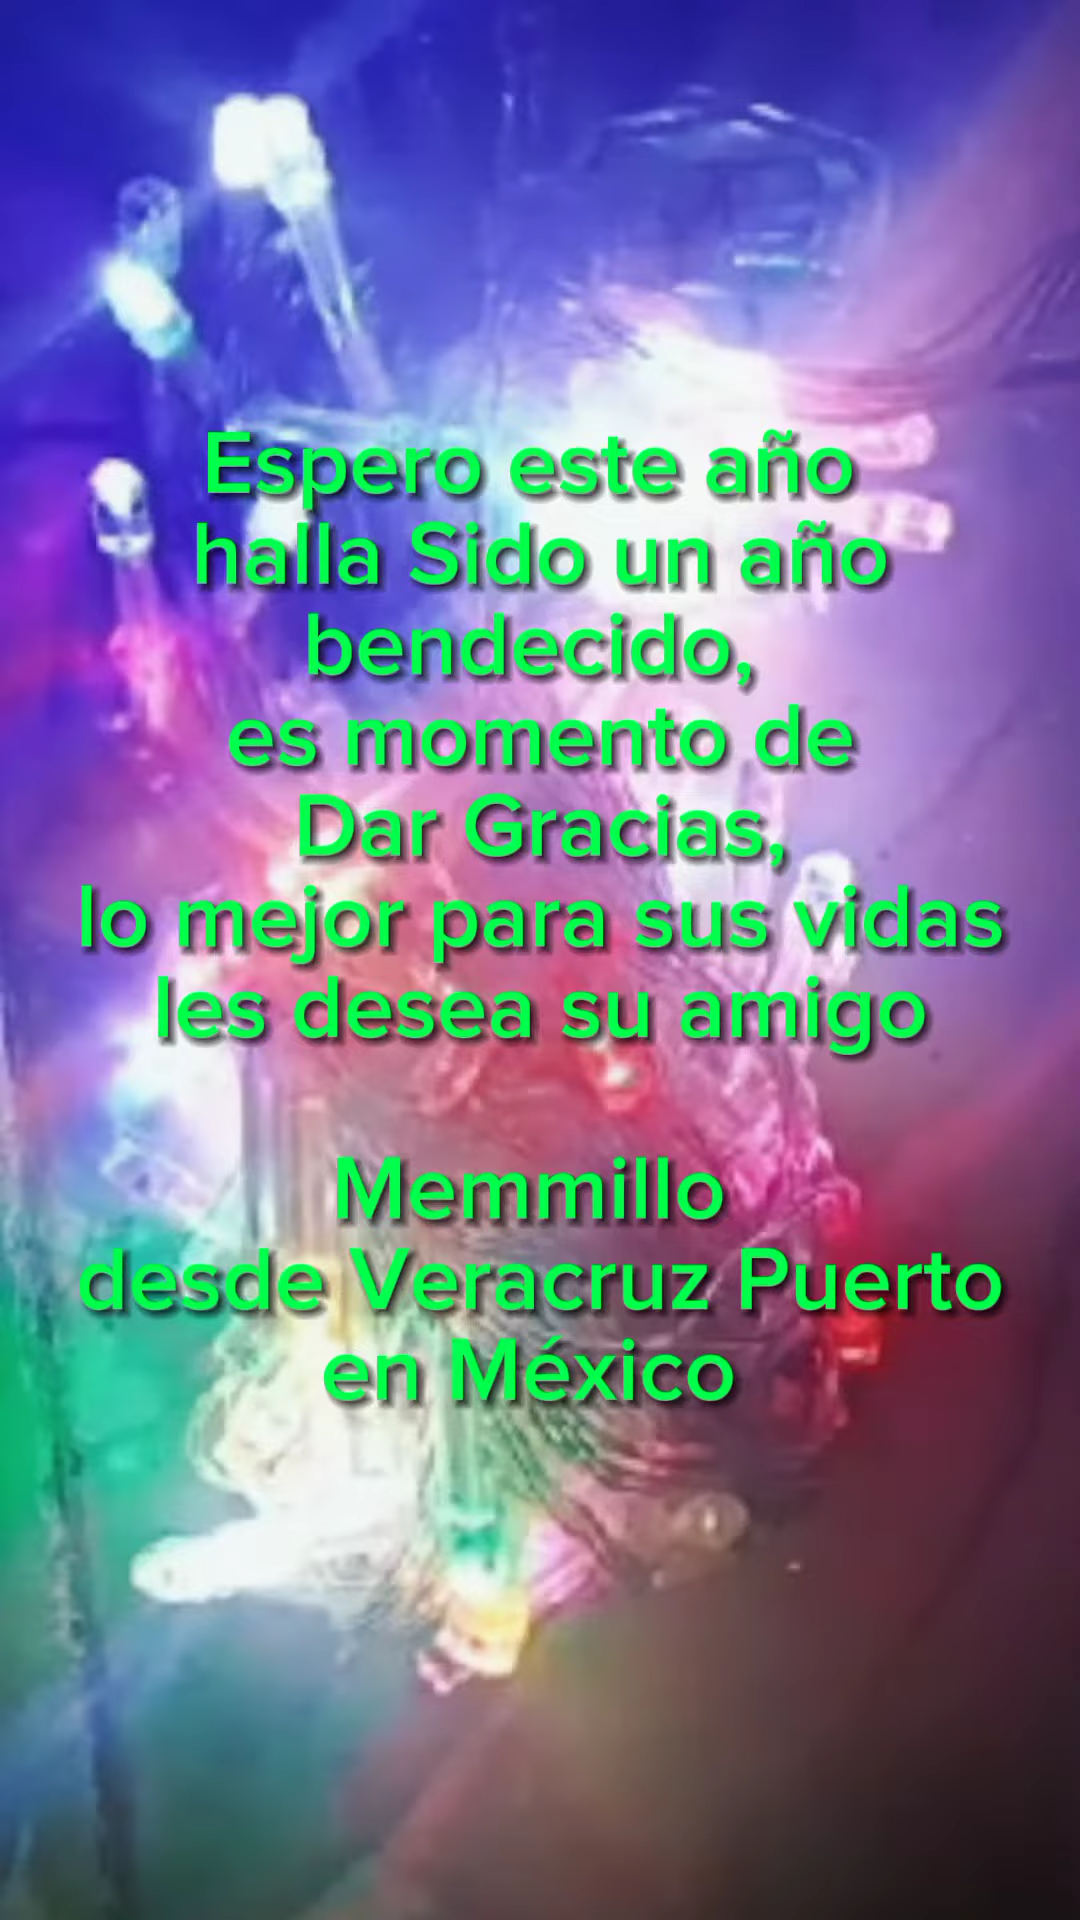 Espero este año
halla Sido un año
bendecido,
es momento de
Dar Gracias,
lo mejor para sus vidas
les desea su amigo
Memmillo
desde Veracruz Puerto
en México